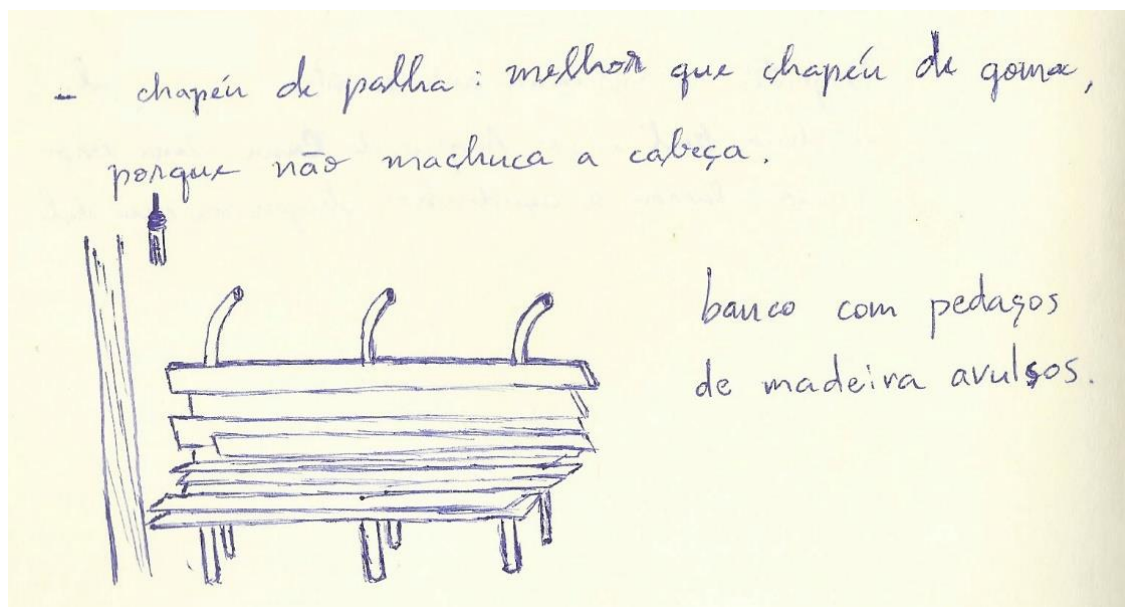 - chapéu de palha: melhor que chapéu de goma,
porque não machuca a cabeça.
banco com pedaços
de madeira avulsos.